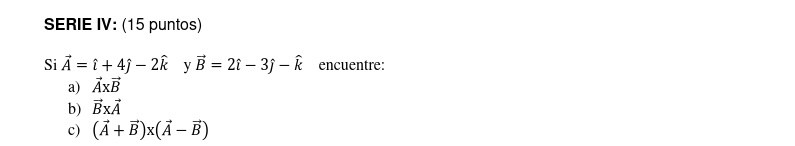 SERIE IV: (15 puntos)
Si A⃗ = î + 4ĵ − 2k̂ y B⃗ = 2î − 3ĵ − k̂ encuentre:
a) A⃗xB⃗
b) B⃗xA⃗
c) (A⃗ + B⃗)x(A⃗ − B⃗)